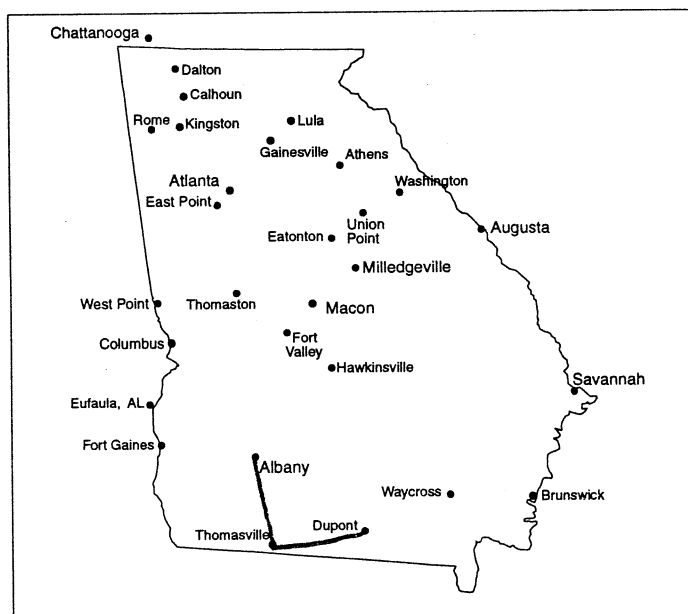 Chattanooga
Dalton
Calhoun
Rome
Kingston
Lula
Gainesville
Athens
Atlanta
Washington
East Point
Union
Point
Augusta
Eatonton
Milledgeville
West Point
Thomaston
Macon
Columbus
Fort
Valley
Hawkinsville
Savannah
Eufaula, AL
Fort Gaines
Albany
Waycross
Brunswick
Thomasville
Dupont